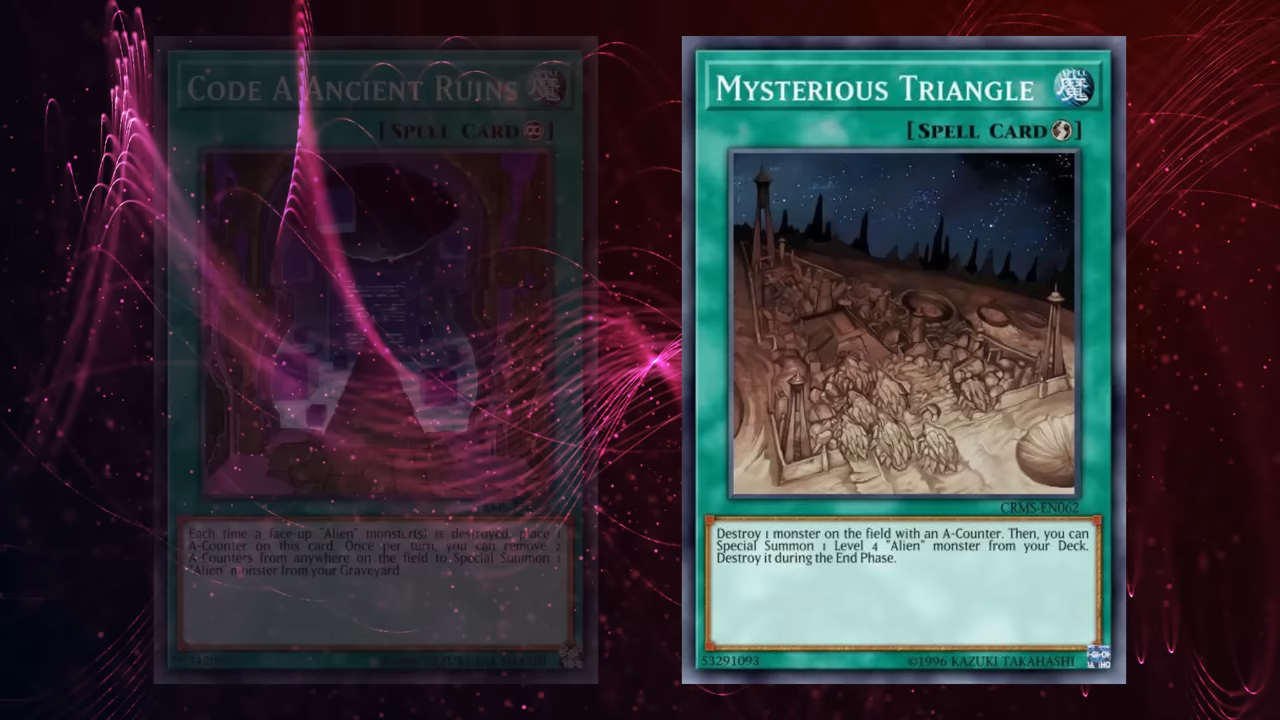 CODE A ANCIENT RUINS 魔
[ SPELL CARD ]
Each time a face-up "Alien" monster(s) is destroyed, place 1
A-Counter on this card. Once per turn, you can remove 2
A-Counters from anywhere on the field to Special Summon 1
"Alien" monster from your Graveyard
KAZUKI TAKAHASHI
MYSTERIOUS TRIANGLE 魔
[ SPELL CARD ]
CRMS-EN062
Destroy 1 monster on the field with an A-Counter. Then, you can
Special Summon 1 Level 4 "Alien" monster from your Deck.
Destroy it during the End Phase.
53291093 ©1996 KAZUKI TAKAHASHI